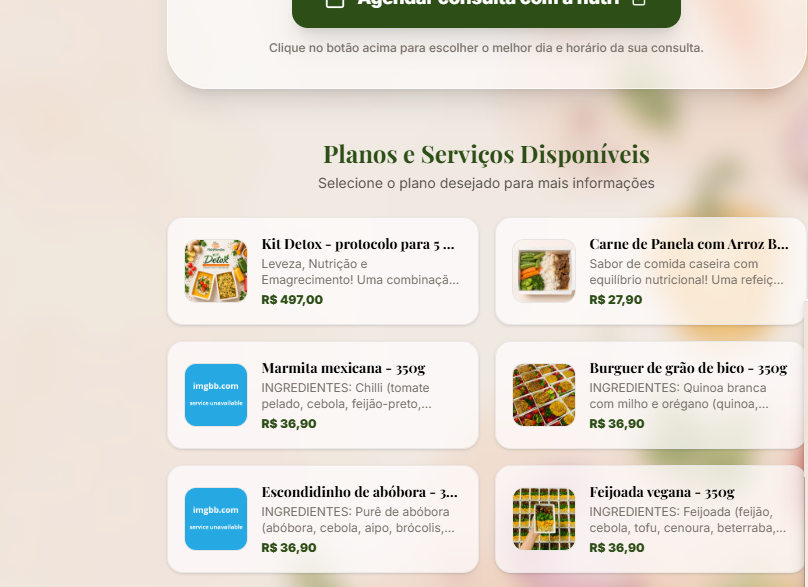 Agendar consulta com a nutri
Clique no botão acima para escolher o melhor dia e horário da sua consulta.
Planos e Serviços Disponíveis
Selecione o plano desejado para mais informações
Detox
Kit Detox - protocolo para 5 ...
Leveza, Nutrição e
Emagrecimento! Uma combinaçã...
R$ 497,00
Carne de Panela com Arroz B...
Sabor de comida caseira com
equilíbrio nutricional! Uma refeiç...
R$ 27,90
imgbb.com
service unavailable
Marmita mexicana - 350g
INGREDIENTES: Chilli (tomate
pelado, cebola, feijão-preto,...
R$ 36,90
Burguer de grão de bico - 350g
INGREDIENTES: Quinoa branca
com milho e orégano (quinoa,...
R$ 36,90
imgbb.com
service unavailable
Escondidinho de abóbora - 3...
INGREDIENTES: Purê de abóbora
(abóbora, cebola, aipo, brócolis,...
R$ 36,90
Feijoada vegana - 350g
INGREDIENTES: Feijoada (feijão,
cebola, tofu, cenoura, beterraba,...
R$ 36,90